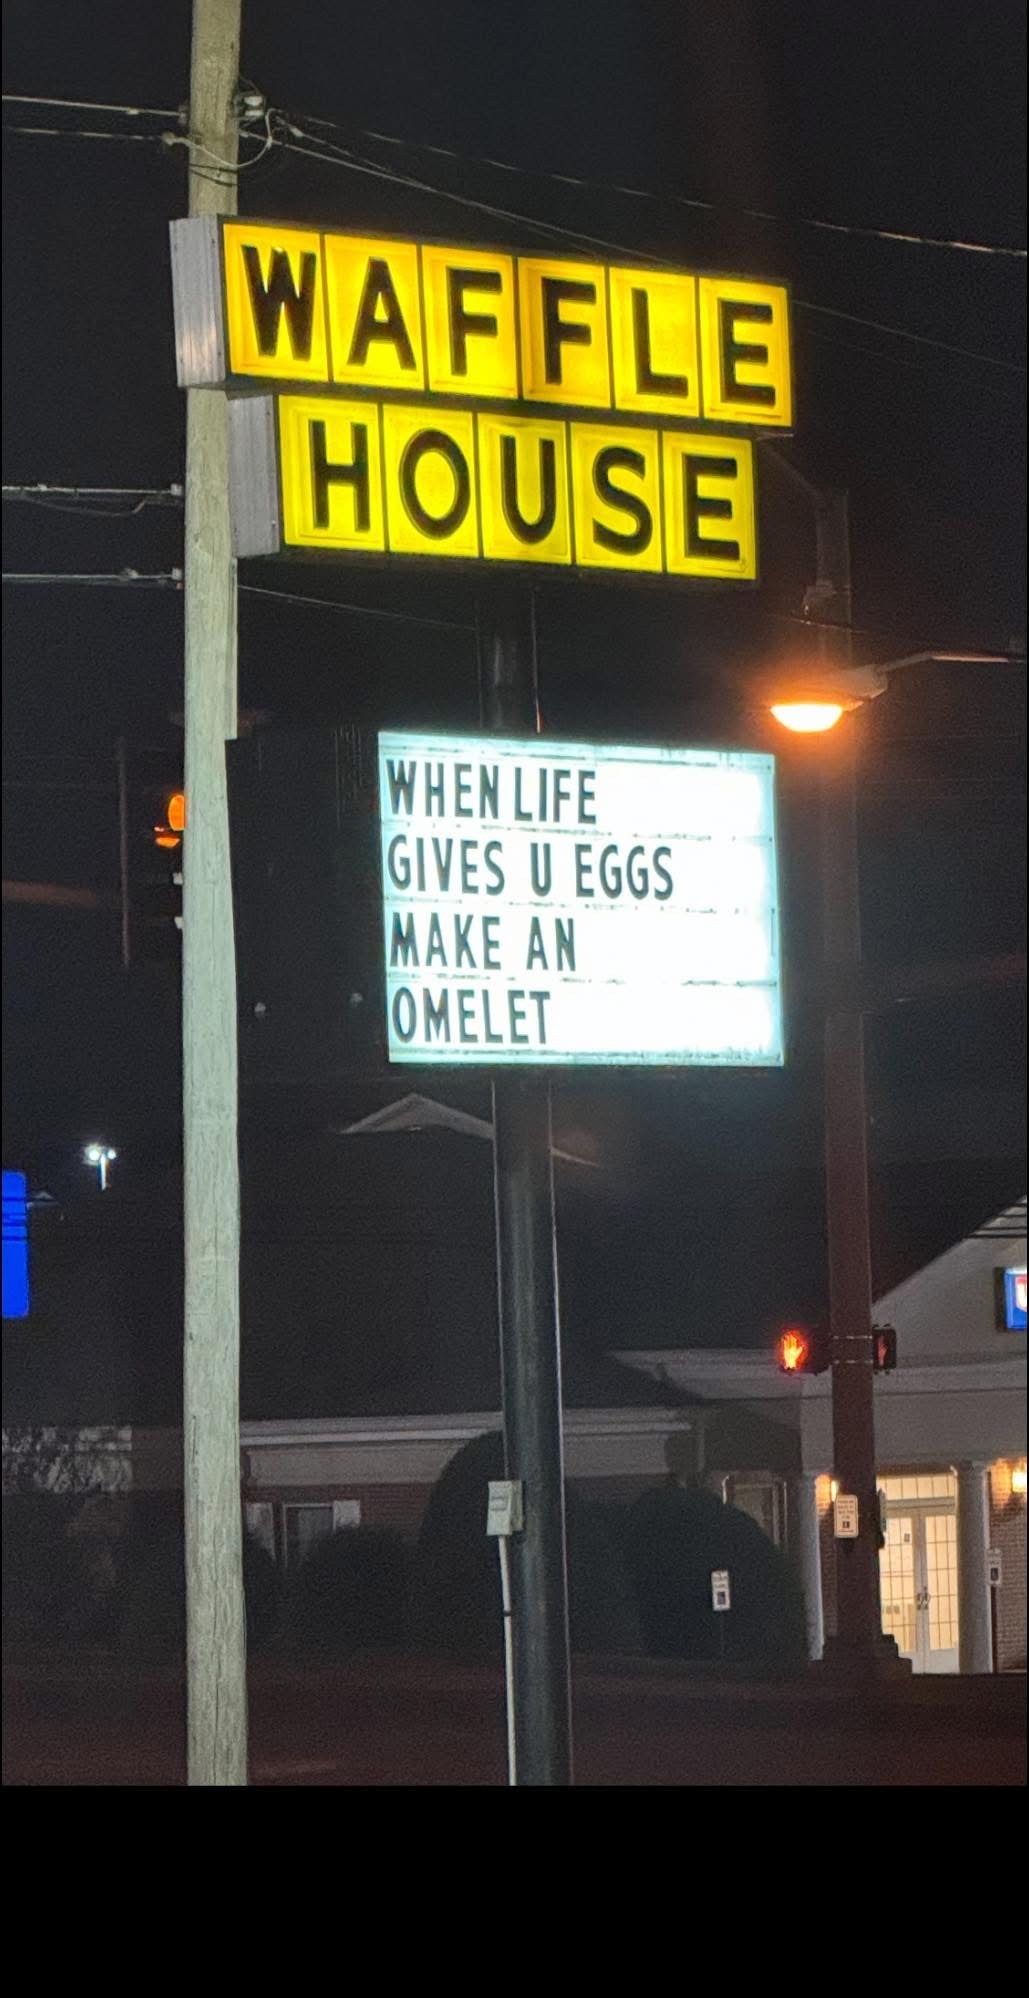 WAFFLE
HOUSE
WHEN LIFE
GIVES U EGGS
MAKE AN
OMELET